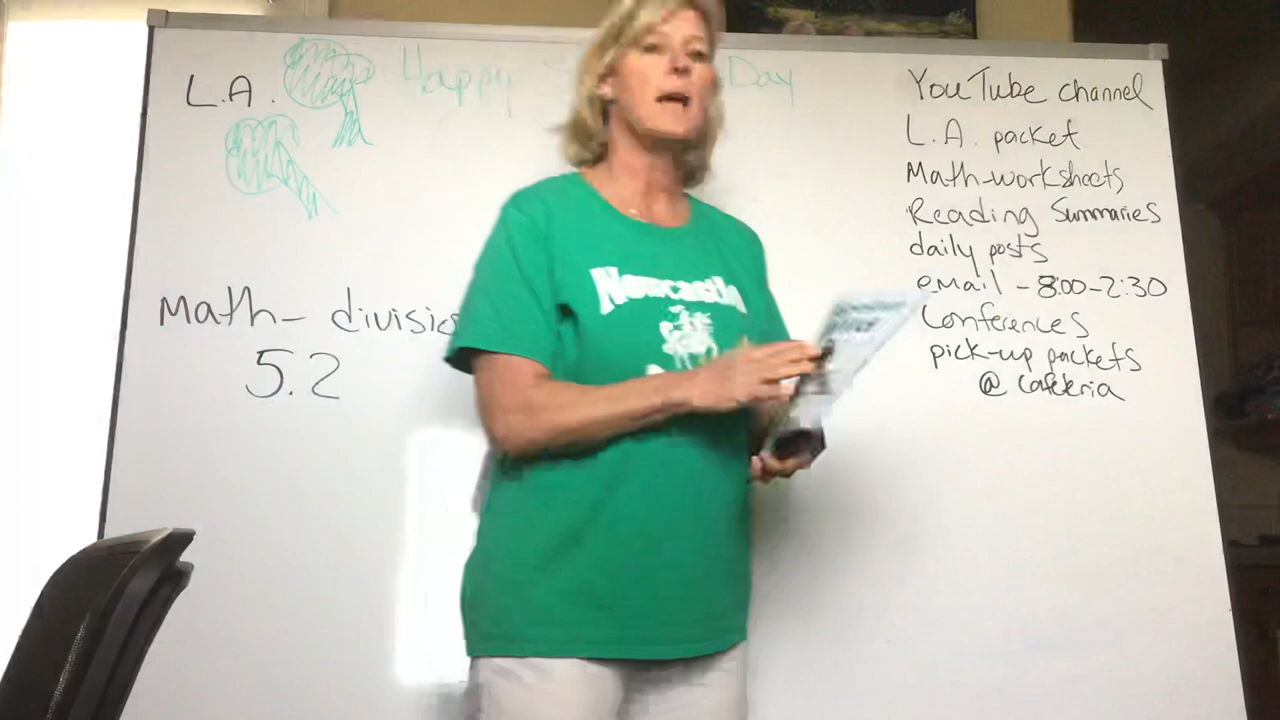 L.A.
Happy S Day
Math- divisio
5.2
YouTube channel
L.A. packet
Math-worksheets
Reading Summaries
daily posts
email - 8:00-2:30
Conferences
pick-up packets
@ cafeteria
Newcastle